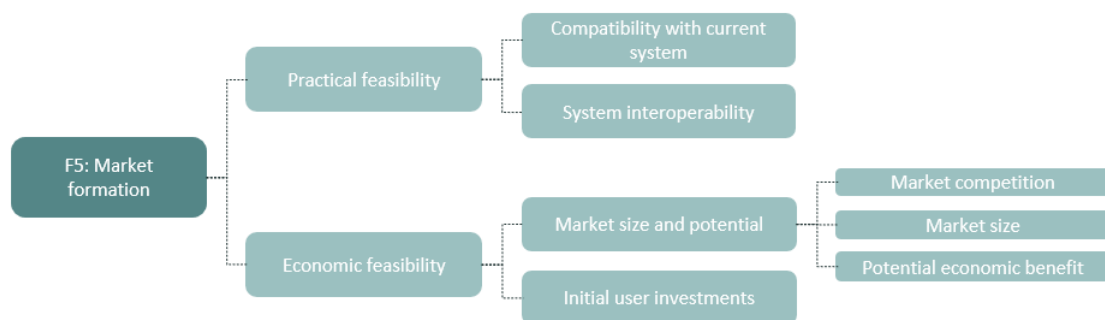 F5: Market
formation
Practical feasibility
Compatibility with current
system
System interoperability
Economic feasibility
Market size and potential
Market competition
Market size
Potential economic benefit
Initial user investments